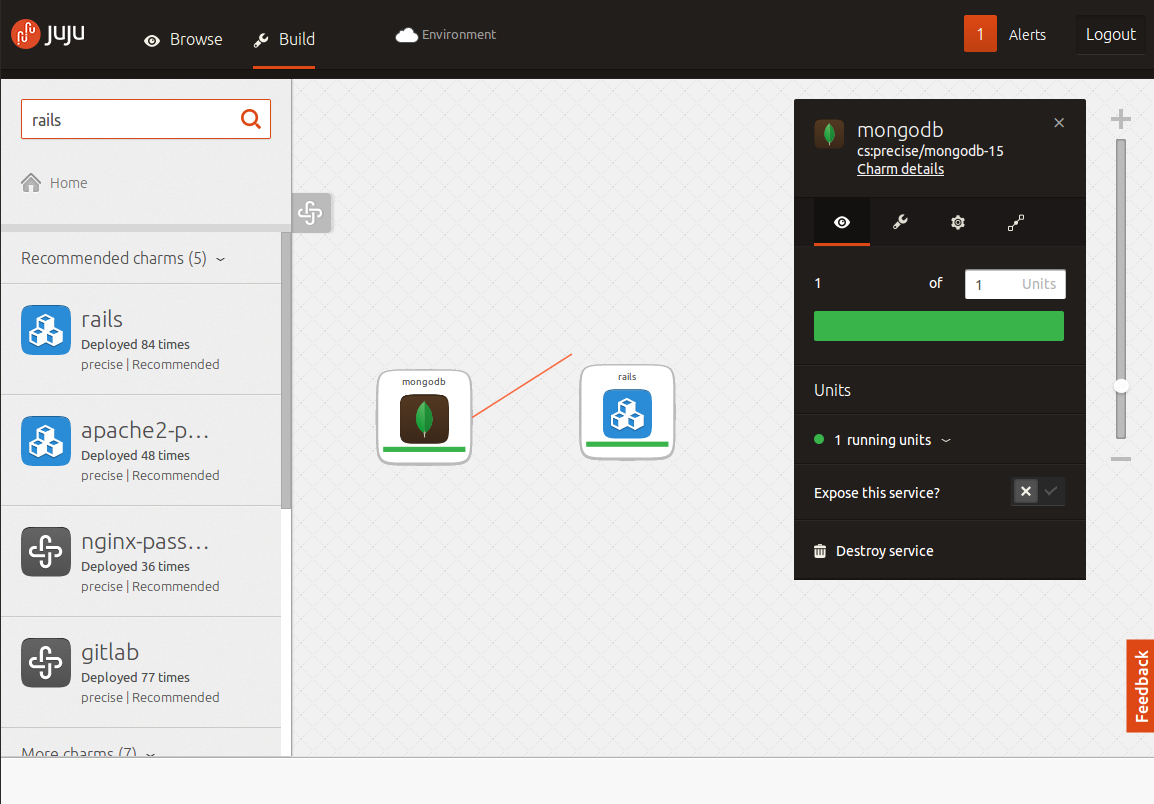 juju
Browse
Build
Environment
1
Alerts
Logout
rails
Home
Recommended charms (5)
rails
Deployed 84 times
precise | Recommended
apache2-p...
Deployed 48 times
precise | Recommended
nginx-pass...
Deployed 36 times
precise | Recommended
gitlab
Deployed 77 times
precise | Recommended
More charms (7)
mongodb
rails
mongodb
cs:precise/mongodb-15
Charm details
1 of 1 Units
Units
1 running units
Expose this service?
Destroy service
Feedback